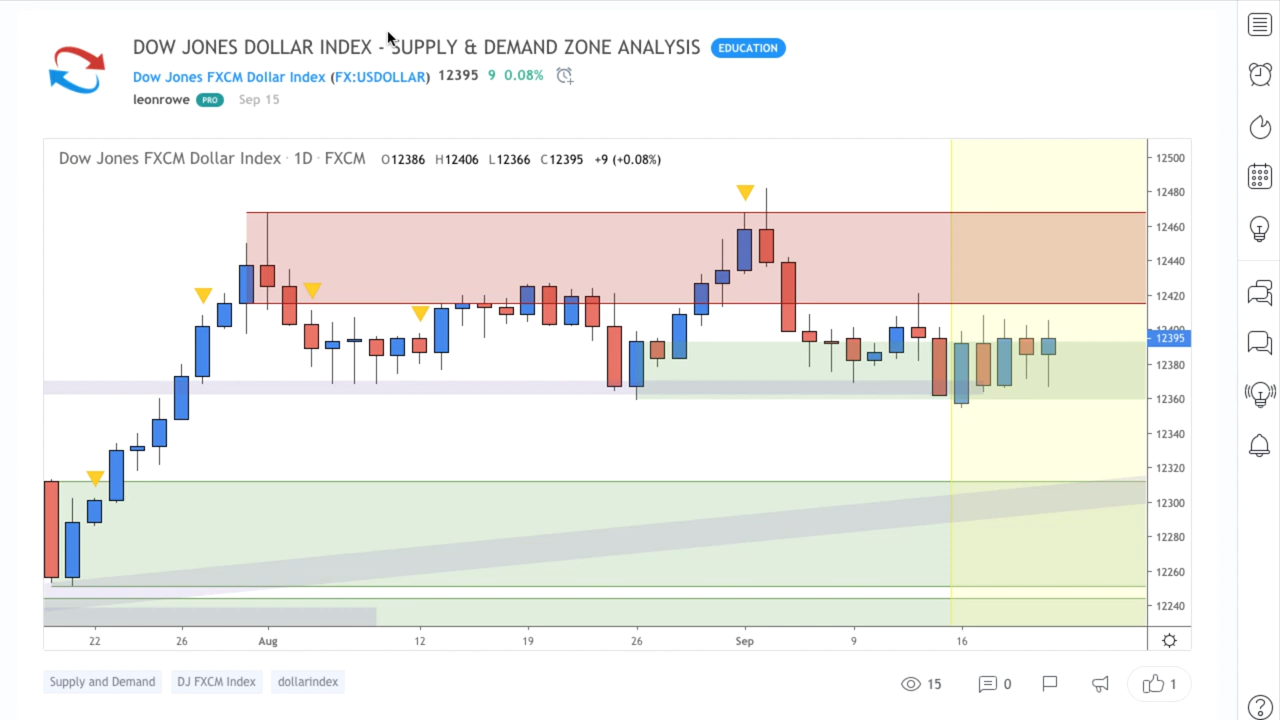 DOW JONES DOLLAR INDEX - SUPPLY & DEMAND ZONE ANALYSIS EDUCATION
Dow Jones FXCM Dollar Index (FX:USDOLLAR) 12395 9 0.08%
leonrowe PRO Sep 15
Dow Jones FXCM Dollar Index · 1D · FXCM O12386 H12406 L12366 C12395 +9 (+0.08%)
12500
12480
12460
12440
12420
12400
12395
12380
12360
12340
12320
12300
12280
12260
12240
22 26 Aug 12 19 26 Sep 9 16
Supply and Demand DJ FXCM Index dollarindex 15 0 1